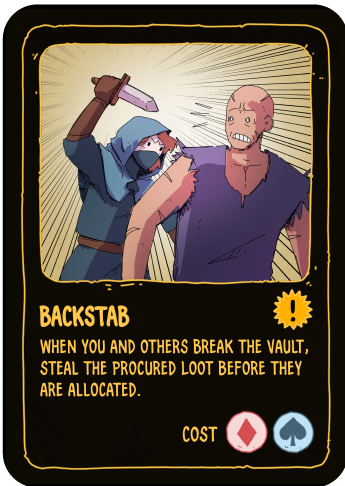 BACKSTAB
!
WHEN YOU AND OTHERS BREAK THE VAULT,
STEAL THE PROCURED LOOT BEFORE THEY
ARE ALLOCATED.
COST